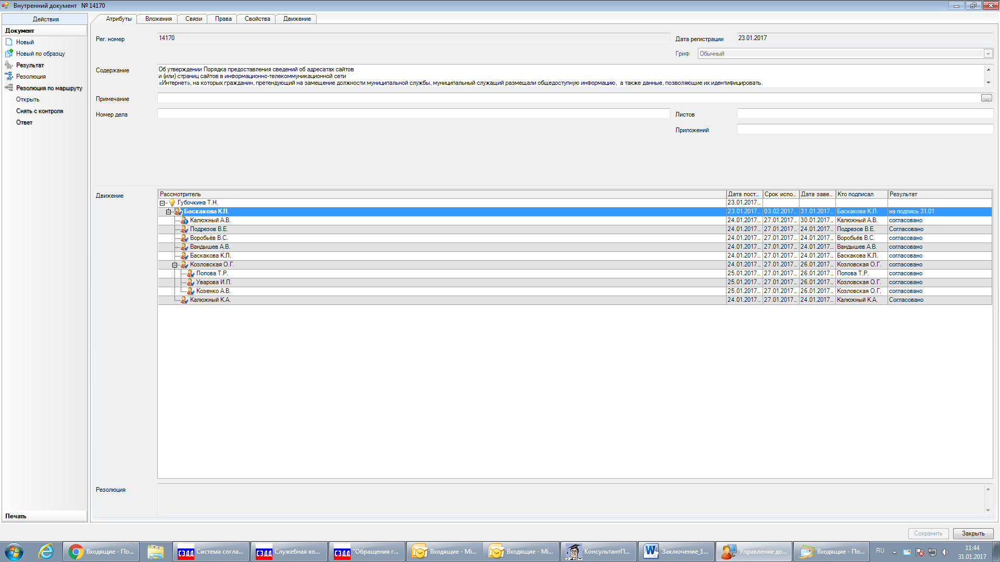 Внутренний документ № 14170
Действия
Документ
Новый
Новый по образцу
Результат
Резолюция
Резолюция по маршруту
Открыть
Снять с контроля
Ответ
Печать
Атрибуты Вложения Связи Права Свойства Движение
Рег. номер 14170 Дата регистрации 23.01.2017
Гриф Обычный
Содержание Об утверждении Порядка предоставления сведений об адресатах сайтов
и (или) страниц сайтов в информационно-телекоммуникационной сети
«Интернет», на которых гражданин, претендующий на замещение должности муниципальной службы, муниципальный служащий размещали общедоступную информацию, а также данные, позволяющие их идентифицировать.
Примечание ...
Номер дела Листов
Приложений
Движение
Рассмотритель Дата пост... Срок испо... Дата заве... Кто подписал Результат
Губочкина Т.Н. 23.01.2017...
Баскакова К.Л. 23.01.2017... 03.02.2017... 31.01.2017... Баскакова К.Л. на подпись 31.01
Калюжный А.В. 24.01.2017... 27.01.2017... 30.01.2017... Калюжный А.В. согласовано
Подрезов В.Е. 24.01.2017... 27.01.2017... 24.01.2017... Подрезов В.Е. Согласовано
Воробьёв В.С. 24.01.2017... 27.01.2017... 24.01.2017... Воробьёв В.С. согласовано
Вандышев А.В. 24.01.2017... 27.01.2017... 24.01.2017... Вандышев А.В. согласовано
Баскакова К.Л. 24.01.2017... 27.01.2017... 24.01.2017... Баскакова К.Л. согласовано
Козловская О.Г. 24.01.2017... 27.01.2017... 26.01.2017... Козловская О.Г. согласовано
Попова Т.Р. 25.01.2017... 27.01.2017... 26.01.2017... Попова Т.Р. согласовано
Уварова И.П. 25.01.2017... 27.01.2017... 26.01.2017... Козловская О.Г. согласовано
Козенко А.В. 25.01.2017... 27.01.2017... 26.01.2017... Козловская О.Г. согласовано
Калюжный К.А. 24.01.2017... 27.01.2017... 24.01.2017... Калюжный К.А. Согласовано
Резолюция
Сохранить Закрыть
Входящие - По... СЭДД Система согла... СЭДД Служебная ко... СЭДД "Обращения г... Входящие - Mi... Входящие - Mi... КонсультантП... Заключение_1... Управление до... Входящие - По... RU 11:44
31.01.2017